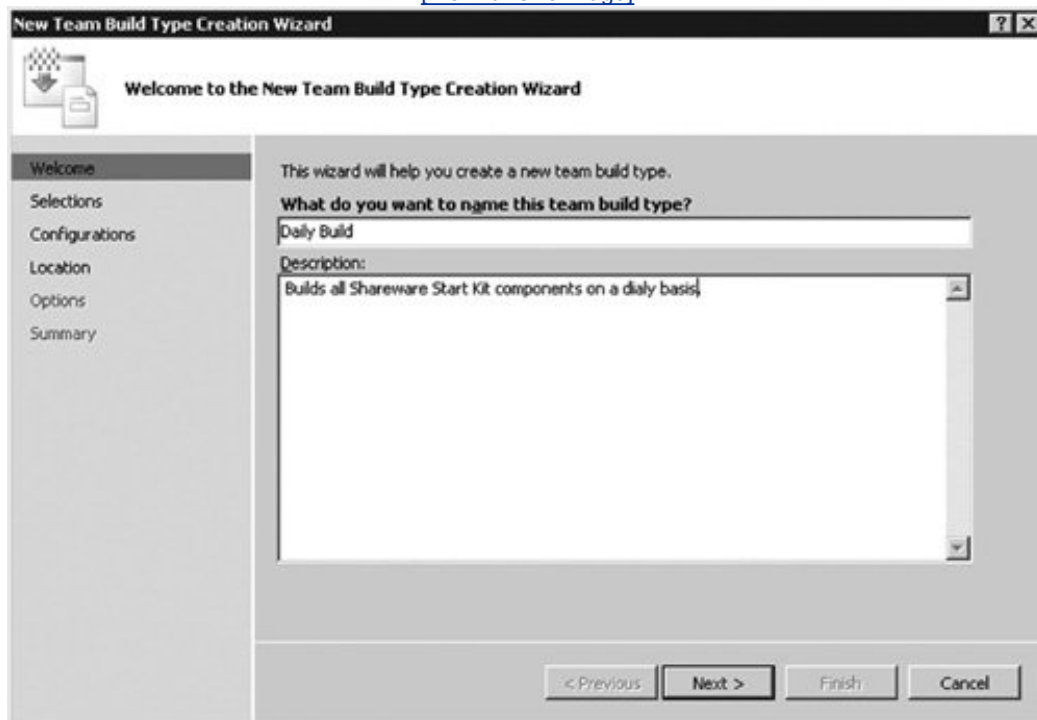 New Team Build Type Creation Wizard
Welcome to the New Team Build Type Creation Wizard
Welcome
Selections
Configurations
Location
Options
Summary
This wizard will help you create a new team build type.
What do you want to name this team build type?
Daily Build
Description:
Builds all Shareware Start Kit components on a dialy basis.
< Previous
Next >
Finish
Cancel